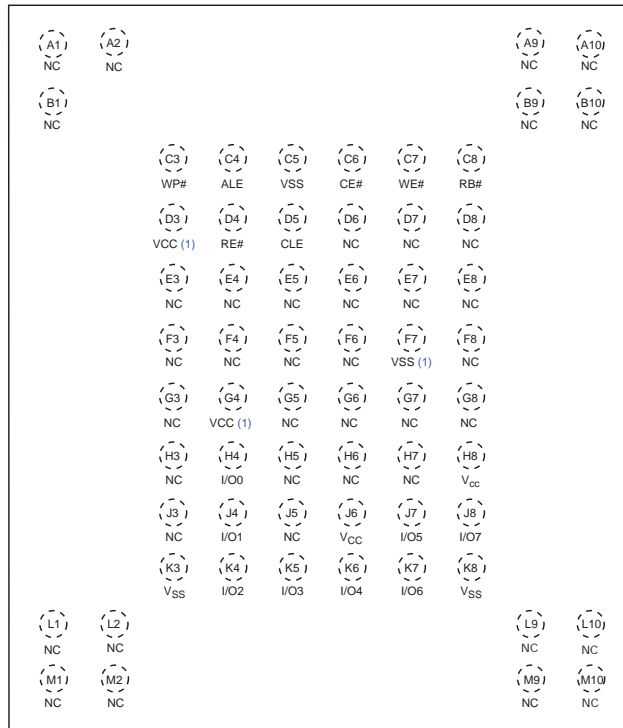 A1 A2 A9 A10
NC NC NC NC
B1 B9 B10
NC NC NC
C3 C4 C5 C6 C7 C8
WP# ALE VSS CE# WE# RB#
D3 D4 D5 D6 D7 D8
VCC (1) RE# CLE NC NC NC
E3 E4 E5 E6 E7 E8
NC NC NC NC NC NC
F3 F4 F5 F6 F7 F8
NC NC NC NC VSS (1) NC
G3 G4 G5 G6 G7 G8
NC VCC (1) NC NC NC NC
H3 H4 H5 H6 H7 H8
NC I/O0 NC NC NC Vcc
J3 J4 J5 J6 J7 J8
NC I/O1 NC VCC I/O5 I/O7
K3 K4 K5 K6 K7 K8
VSS I/O2 I/O3 I/O4 I/O6 VSS
L1 L2 L9 L10
NC NC NC NC
M1 M2 M9 M10
NC NC NC NC